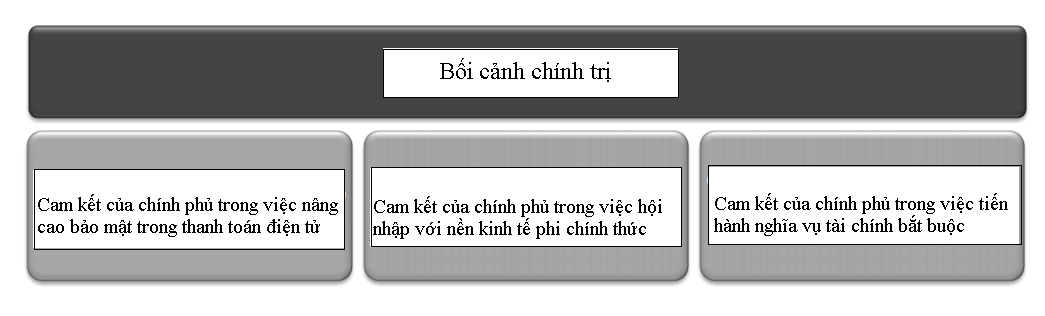 Bối cảnh chính trị
Cam kết của chính phủ trong việc nâng
cao bảo mật trong thanh toán điện tử
Cam kết của chính phủ trong việc hội
nhập với nền kinh tế phi chính thức
Cam kết của chính phủ trong việc tiến
hành nghĩa vụ tài chính bắt buộc